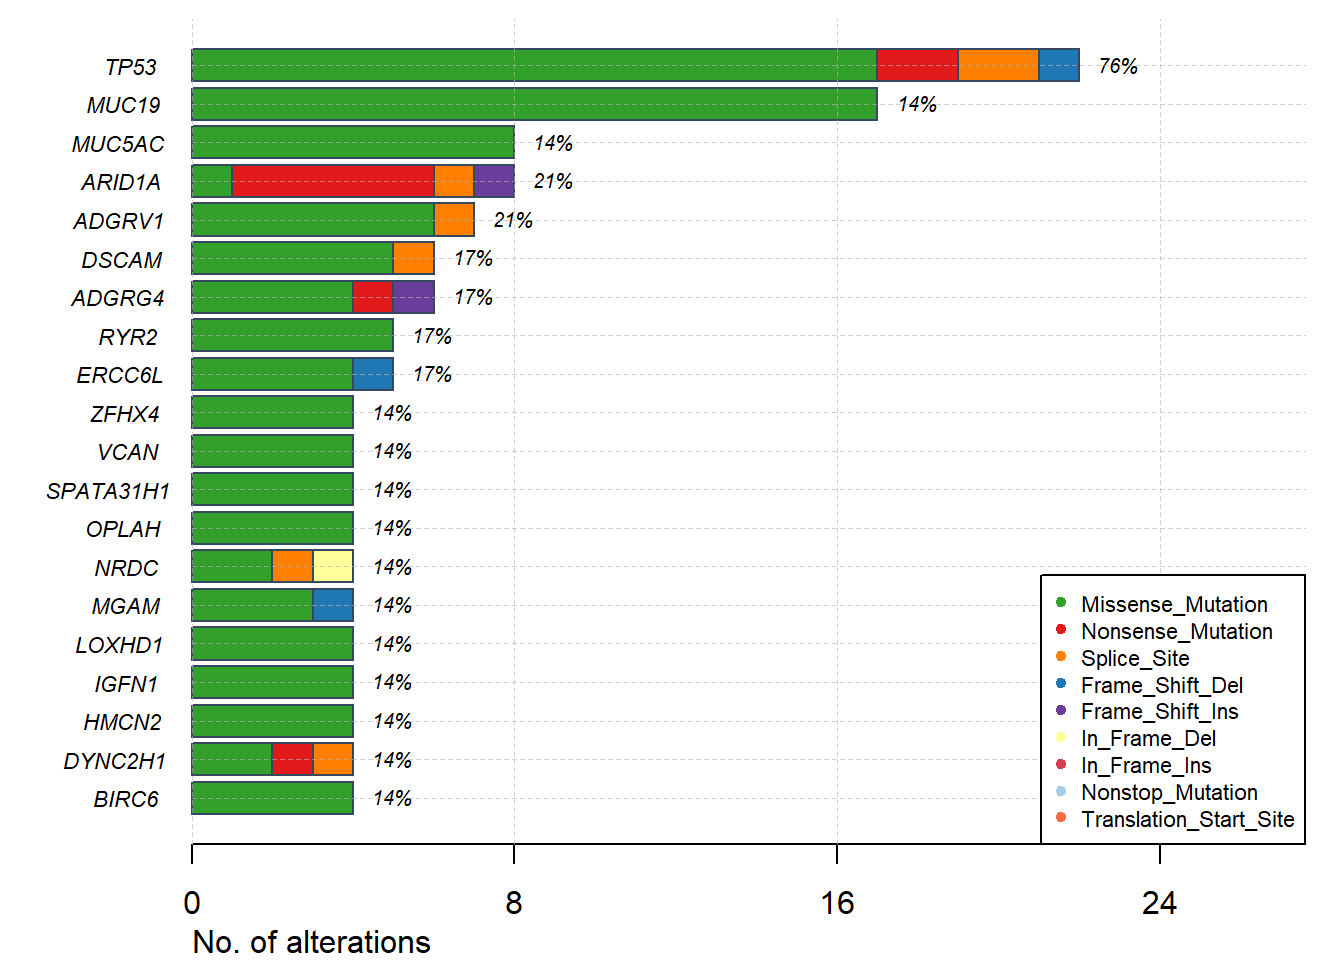 TP53 76%
MUC19 14%
MUC5AC 14%
ARID1A 21%
ADGRV1 21%
DSCAM 17%
ADGRG4 17%
RYR2 17%
ERCC6L 17%
ZFHX4 14%
VCAN 14%
SPATA31H1 14%
OPLAH 14%
NRDC 14%
MGAM 14%
LOXHD1 14%
IGFN1 14%
HMCN2 14%
DYNC2H1 14%
BIRC6 14%
Missense_Mutation
Nonsense_Mutation
Splice_Site
Frame_Shift_Del
Frame_Shift_Ins
In_Frame_Del
In_Frame_Ins
Nonstop_Mutation
Translation_Start_Site
0 8 16 24
No. of alterations